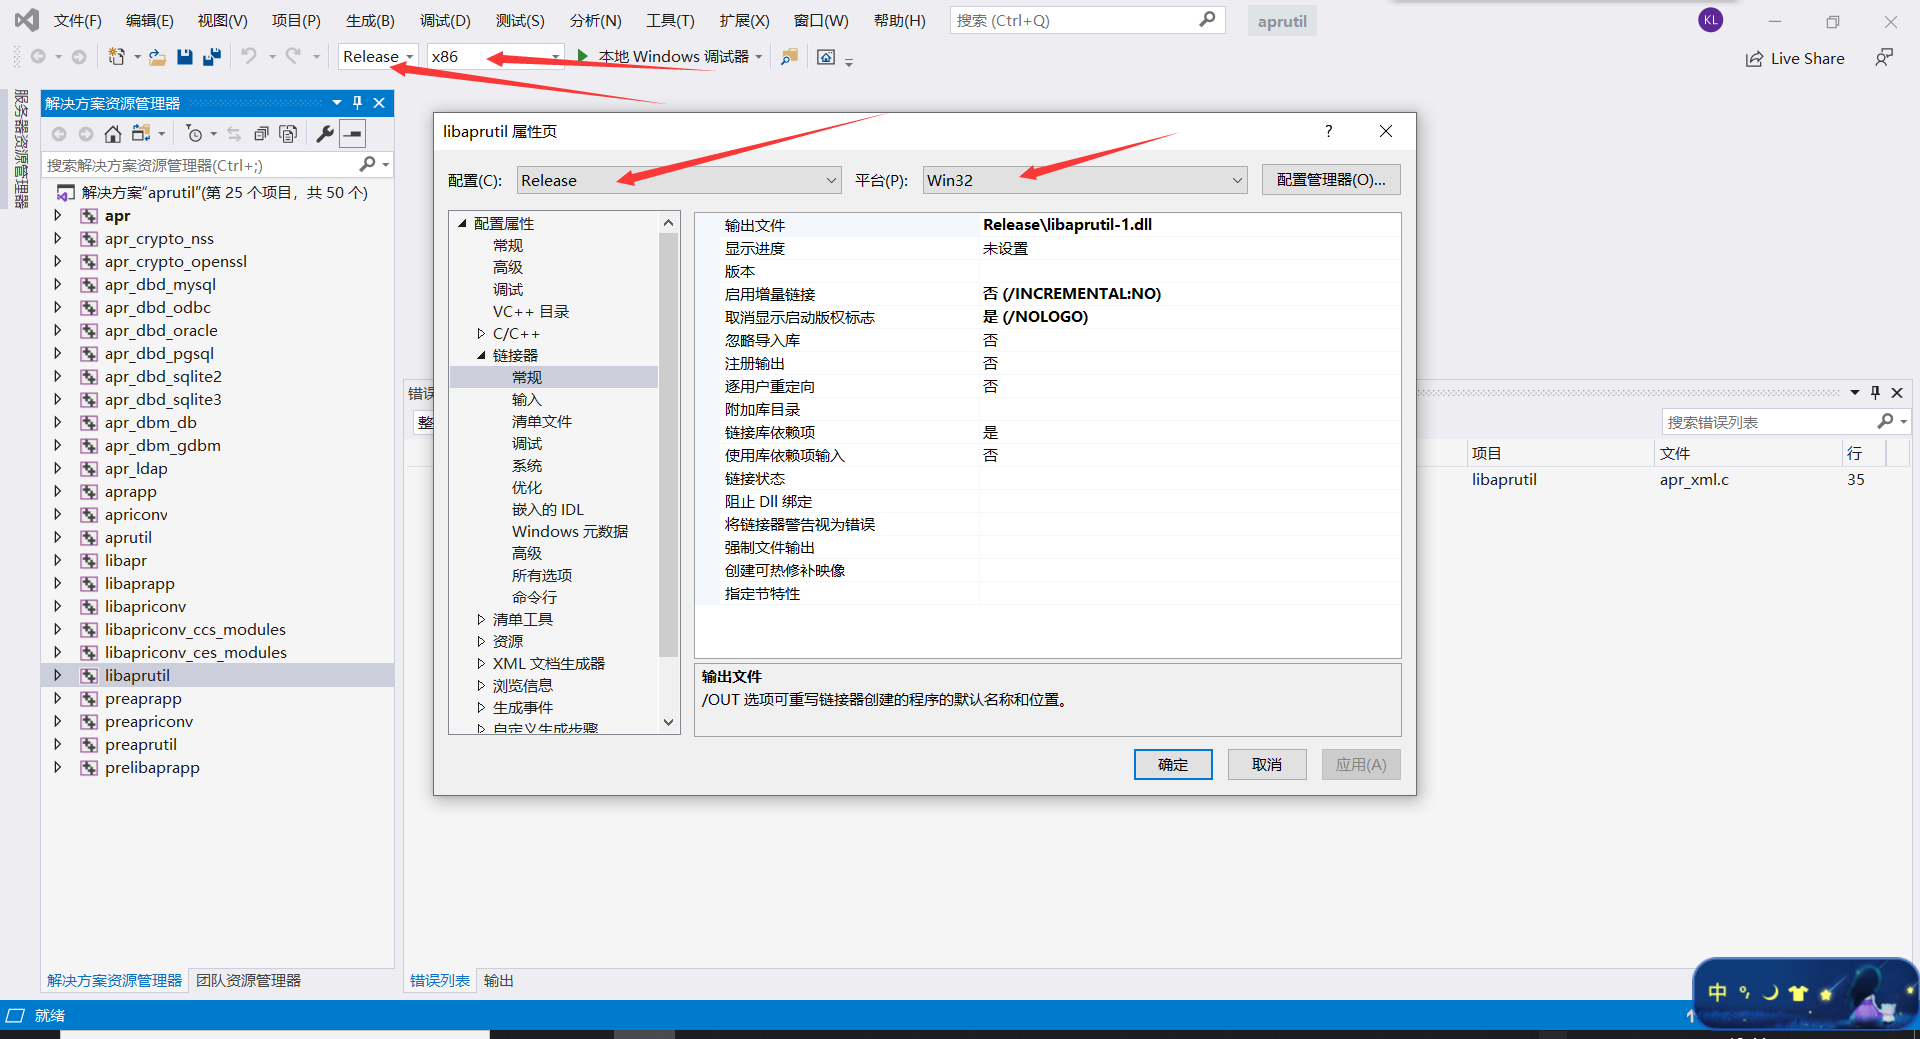 文件(F) 编辑(E) 视图(V) 项目(P) 生成(B) 调试(D) 测试(S) 分析(N) 工具(T) 扩展(X) 窗口(W) 帮助(H) 搜索 (Ctrl+Q) aprutil KL
Release x86 本地 Windows 调试器 Live Share
服务器资源管理器
解决方案资源管理器
搜索解决方案资源管理器(Ctrl+;)
解决方案“aprutil”(第 25 个项目，共 50 个)
apr
apr_crypto_nss
apr_crypto_openssl
apr_dbd_mysql
apr_dbd_odbc
apr_dbd_oracle
apr_dbd_pgsql
apr_dbd_sqlite2
apr_dbd_sqlite3
apr_dbm_db
apr_dbm_gdbm
apr_ldap
aprapp
apriconv
aprutil
libapr
libaprapp
libapriconv
libapriconv_ccs_modules
libapriconv_ces_modules
libaprutil
preaprapp
preapriconv
preaprutil
prelibaprapp
解决方案资源管理器 团队资源管理器
libaprutil 属性页 ?
配置(C): Release 平台(P): Win32 配置管理器(O)...
配置属性
常规
高级
调试
VC++ 目录
C/C++
链接器
常规
输入
清单文件
调试
系统
优化
嵌入的 IDL
Windows 元数据
高级
所有选项
命令行
清单工具
资源
XML 文档生成器
浏览信息
生成事件
自定义生成步骤
输出文件 Release\libaprutil-1.dll
显示进度 未设置
版本
启用增量链接 否 (/INCREMENTAL:NO)
取消显示启动版权标志 是 (/NOLOGO)
忽略导入库 否
注册输出 否
逐用户重定向 否
附加库目录
链接库依赖项 是
使用库依赖项输入 否
链接状态
阻止 Dll 绑定
将链接器警告视为错误
强制文件输出
创建可热修补映像
指定节特性
输出文件
/OUT 选项可重写链接器创建的程序的默认名称和位置。
确定 取消 应用(A)
错误
整
搜索错误列表
项目 文件 行
libaprutil apr_xml.c 35
错误列表 输出
就绪
中